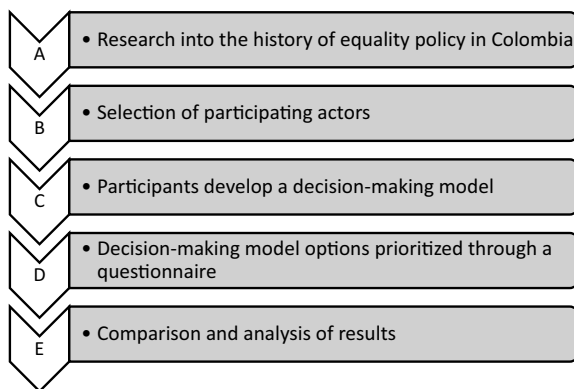 A
• Research into the history of equality policy in Colombia
B
• Selection of participating actors
C
• Participants develop a decision-making model
D
• Decision-making model options prioritized through a
questionnaire
E
• Comparison and analysis of results